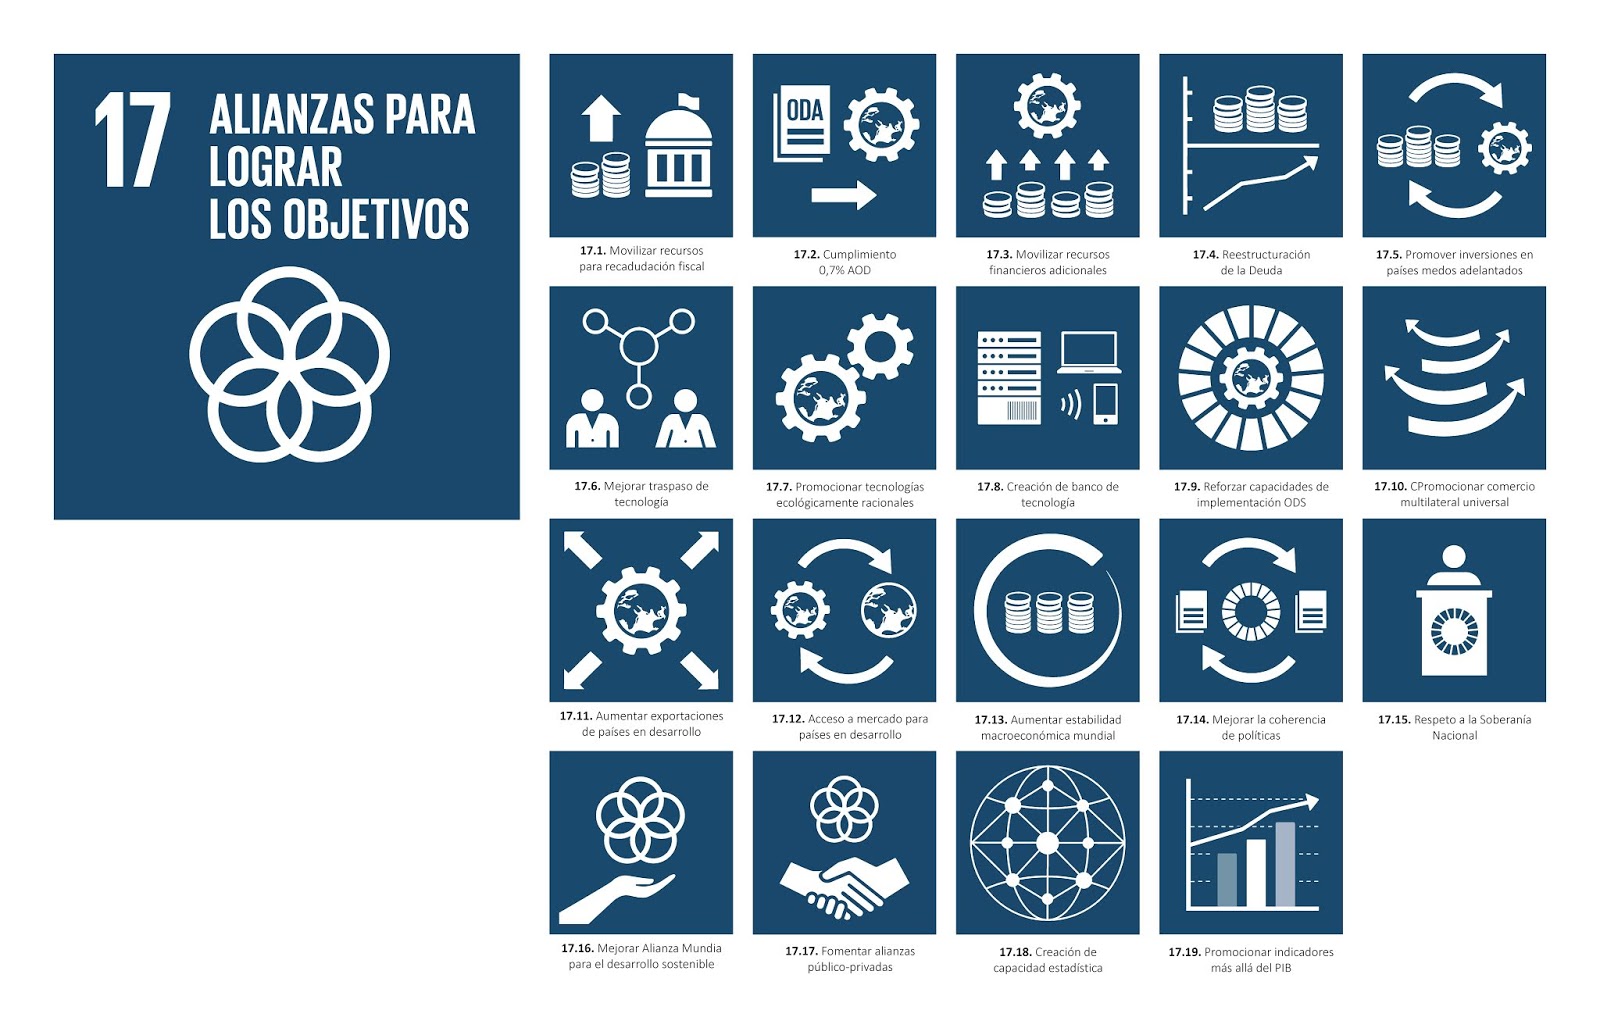 17
ALIANZAS PARA
LOGRAR
LOS OBJETIVOS
17.1. Movilizar recursos
para recadudación fiscal
ODA
17.2. Cumplimiento
0,7% AOD
17.3. Movilizar recursos
financieros adicionales
17.4. Reestructuración
de la Deuda
17.5. Promover inversiones en
países medos adelantados
17.6. Mejorar traspaso de
tecnología
17.7. Promocionar tecnologías
ecológicamente racionales
17.8. Creación de banco de
tecnología
17.9. Reforzar capacidades de
implementación ODS
17.10. CPromocionar comercio
multilateral universal
17.11. Aumentar exportaciones
de países en desarrollo
17.12. Acceso a mercado para
países en desarrollo
17.13. Aumentar estabilidad
macroeconómica mundial
17.14. Mejorar la coherencia
de políticas
17.15. Respeto a la Soberanía
Nacional
17.16. Mejorar Alianza Mundia
para el desarrollo sostenible
17.17. Fomentar alianzas
público-privadas
17.18. Creación de
capacidad estadística
17.19. Promocionar indicadores
más allá del PIB